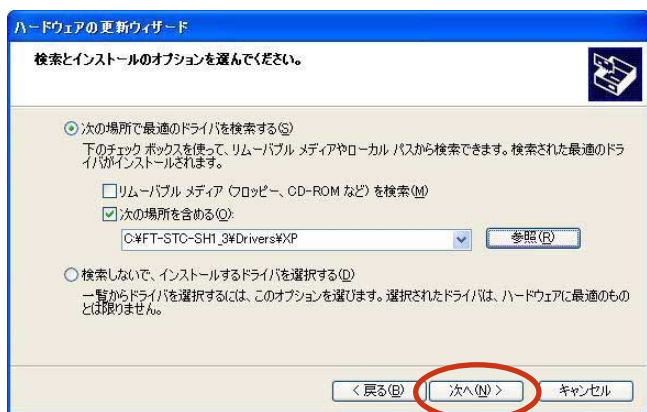 ハードウェアの更新ウィザード
検索とインストールのオプションを選んでください。
次の場所で最適のドライバを検索する(S)
下のチェック ボックスを使って、リムーバブル メディアやローカル パスから検索できます。検索された最適のドラ
イバがインストールされます。
リムーバブル メディア (フロッピー、CD-ROM など) を検索(M)
次の場所を含める(O):
C:¥FT-STC-SH1_3¥Drivers¥XP
参照(R)
検索しないで、インストールするドライバを選択する(D)
一覧からドライバを選択するには、このオプションを選びます。選択されたドライバは、ハードウェアに最適のもの
とは限りません。
< 戻る(B) 次へ(N) > キャンセル